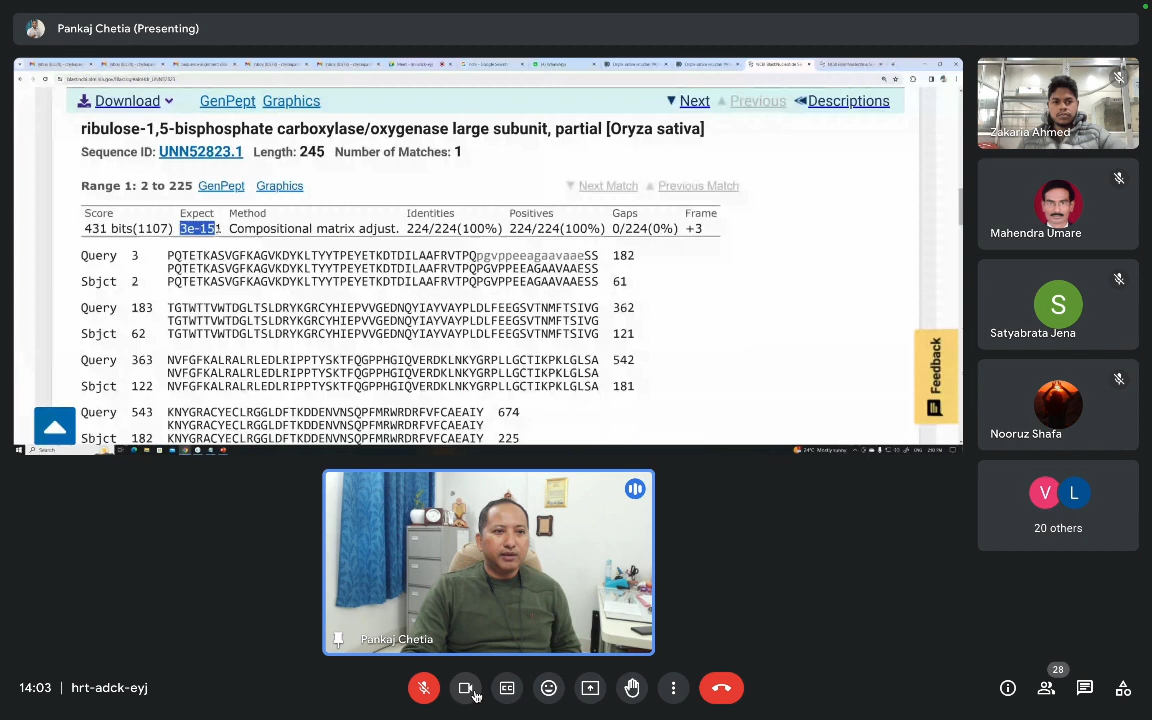 Pankaj Chetia (Presenting)
Download GenPept Graphics Next Previous Descriptions
ribulose-1,5-bisphosphate carboxylase/oxygenase large subunit, partial [Oryza sativa]
Sequence ID: UNN52823.1 Length: 245 Number of Matches: 1
Range 1: 2 to 225 GenPept Graphics Next Match Previous Match
Score Expect Method Identities Positives Gaps Frame
431 bits(1107) 3e-151 Compositional matrix adjust. 224/224(100%) 224/224(100%) 0/224(0%) +3
Query 3 PQTETKASVGFKAGVKDYKLTYYTPEYETKDTDILAAFRVTPQpgvppeeagaavaaeSS 182
PQTETKASVGFKAGVKDYKLTYYTPEYETKDTDILAAFRVTPQPGVPPEEAGAAVAAESS
Sbjct 2 PQTETKASVGFKAGVKDYKLTYYTPEYETKDTDILAAFRVTPQPGVPPEEAGAAVAAESS 61
Query 183 TGTWTTVWTDGLTSLDRYKGRCYHIEPVVGEDNQYIAYVAYPLDLFEEGSVTNMFTSIVG 362
TGTWTTVWTDGLTSLDRYKGRCYHIEPVVGEDNQYIAYVAYPLDLFEEGSVTNMFTSIVG
Sbjct 62 TGTWTTVWTDGLTSLDRYKGRCYHIEPVVGEDNQYIAYVAYPLDLFEEGSVTNMFTSIVG 121
Query 363 NVFGFKALRALRLEDLRIPPTYSKTFQGPPHGIQVERDKLNKYGRPLLGCTIKPKLGLSA 542
NVFGFKALRALRLEDLRIPPTYSKTFQGPPHGIQVERDKLNKYGRPLLGCTIKPKLGLSA
Sbjct 122 NVFGFKALRALRLEDLRIPPTYSKTFQGPPHGIQVERDKLNKYGRPLLGCTIKPKLGLSA 181
Query 543 KNYGRACYECLRGGLDFTKDDENVNSQPFMRWRDRFVFCAEAIY 674
KNYGRACYECLRGGLDFTKDDENVNSQPFMRWRDRFVFCAEAIY
Sbjct 182 KNYGRACYECLRGGLDFTKDDENVNSQPFMRWRDRFVFCAEAIY 225
Feedback
Search
Zakaria Ahmed
Mahendra Umare
S
Satyabrata Jena
Nooruz Shafa
V L
20 others
Pankaj Chetia
14:03 | hrt-adck-eyj
28